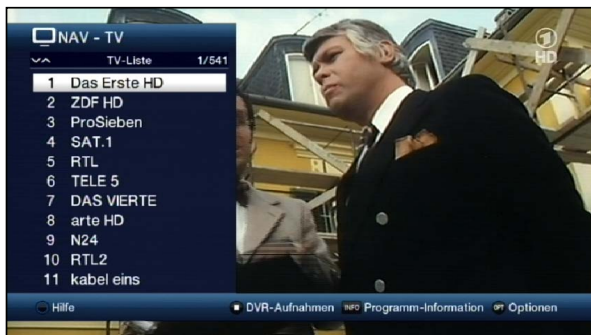 NAV - TV
TV-Liste 1/541
1 Das Erste HD
2 ZDF HD
3 ProSieben
4 SAT.1
5 RTL
6 TELE 5
7 DAS VIERTE
8 arte HD
9 N24
10 RTL2
11 kabel eins
1
HD
Hilfe DVR-Aufnahmen INFO Programm-Information OPT Optionen